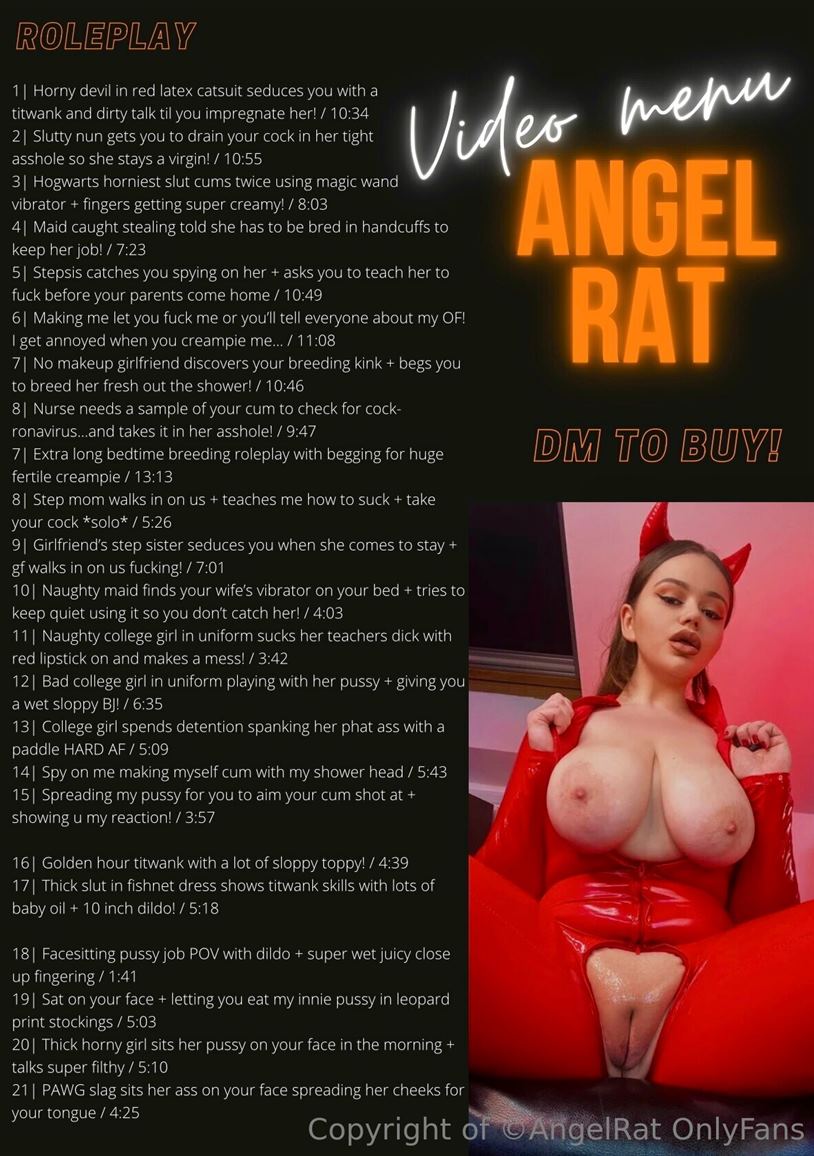 ROLEPLAY
1| Horny devil in red latex catsuit seduces you with a
titwank and dirty talk til you impregnate her! / 10:34
2| Slutty nun gets you to drain your cock in her tight
asshole so she stays a virgin! / 10:55
3| Hogwarts horniest slut cums twice using magic wand
vibrator + fingers getting super creamy! / 8:03
4| Maid caught stealing told she has to be bred in handcuffs to
keep her job! / 7:23
5| Stepsis catches you spying on her + asks you to teach her to
fuck before your parents come home / 10:49
6| Making me let you fuck me or you’ll tell everyone about my OF!
I get annoyed when you creampie me... / 11:08
7| No makeup girlfriend discovers your breeding kink + begs you
to breed her fresh out the shower! / 10:46
8| Nurse needs a sample of your cum to check for cock-
ronavirus...and takes it in her asshole! / 9:47
7| Extra long bedtime breeding roleplay with begging for huge
fertile creampie / 13:13
8| Step mom walks in on us + teaches me how to suck + take
your cock *solo* / 5:26
9| Girlfriend’s step sister seduces you when she comes to stay +
gf walks in on us fucking! / 7:01
10| Naughty maid finds your wife’s vibrator on your bed + tries to
keep quiet using it so you don’t catch her! / 4:03
11| Naughty college girl in uniform sucks her teachers dick with
red lipstick on and makes a mess! / 3:42
12| Bad college girl in uniform playing with her pussy + giving you
a wet sloppy BJ! / 6:35
13| College girl spends detention spanking her phat ass with a
paddle HARD AF / 5:09
14| Spy on me making myself cum with my shower head / 5:43
15| Spreading my pussy for you to aim your cum shot at +
showing u my reaction! / 3:57
16| Golden hour titwank with a lot of sloppy toppy! / 4:39
17| Thick slut in fishnet dress shows titwank skills with lots of
baby oil + 10 inch dildo! / 5:18
18| Facesitting pussy job POV with dildo + super wet juicy close
up fingering / 1:41
19| Sat on your face + letting you eat my innie pussy in leopard
print stockings / 5:03
20| Thick horny girl sits her pussy on your face in the morning +
talks super filthy / 5:10
21| PAWG slag sits her ass on your face spreading her cheeks for
your tongue / 4:25
Video menu
ANGEL
RAT
DM TO BUY!
Copyright of ©AngelRat OnlyFans